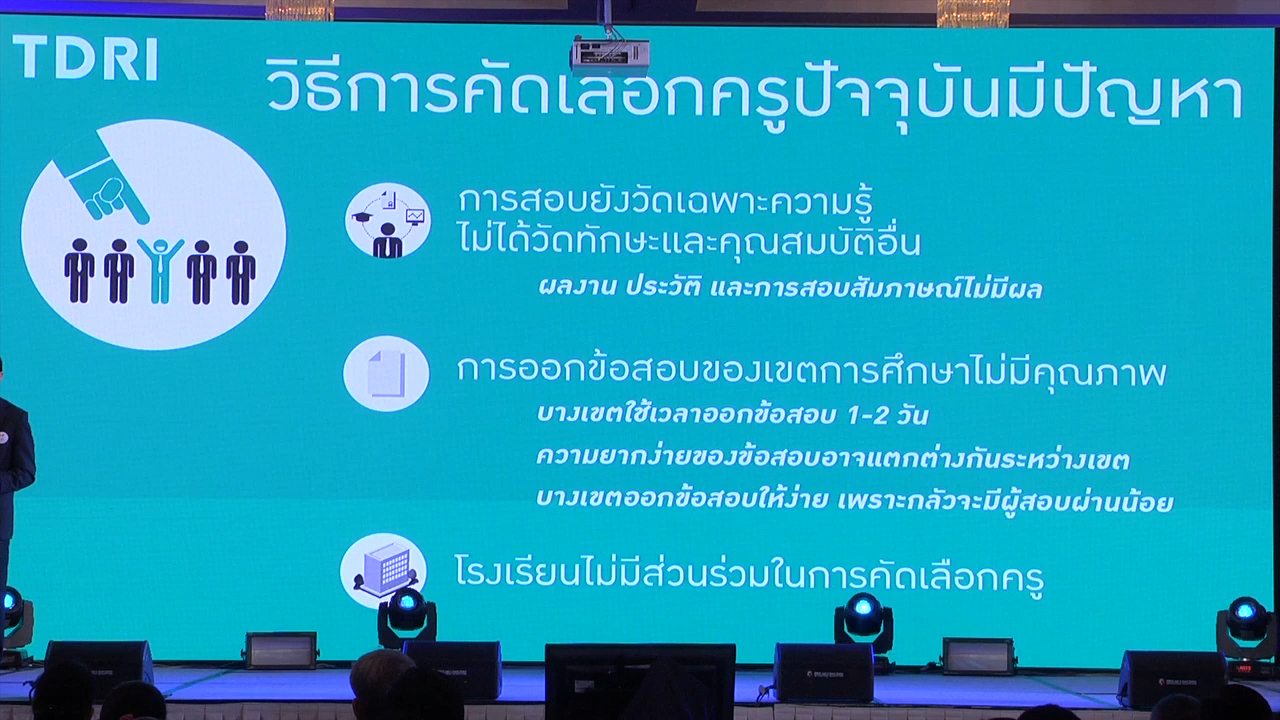 TDRI
วิธีการคัดเลือกครูปัจจุบันมีปัญหา
การสอบยังวัดเฉพาะความรู้
ไม่ได้วัดทักษะและคุณสมบัติอื่น
ผลงาน ประวัติ และการสอบสัมภาษณ์ไม่มีผล
การออกข้อสอบของเขตการศึกษาไม่มีคุณภาพ
บางเขตใช้เวลาออกข้อสอบ 1-2 วัน
ความยากง่ายของข้อสอบอาจแตกต่างกันระหว่างเขต
บางเขตออกข้อสอบให้ง่าย เพราะกลัวจะมีผู้สอบผ่านน้อย
โรงเรียนไม่มีส่วนร่วมในการคัดเลือกครู